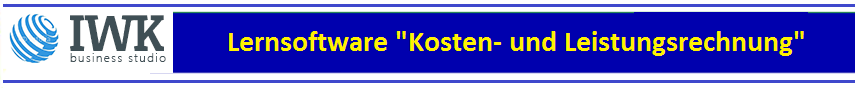 IWK
business studio
Lernsoftware "Kosten- und Leistungsrechnung"